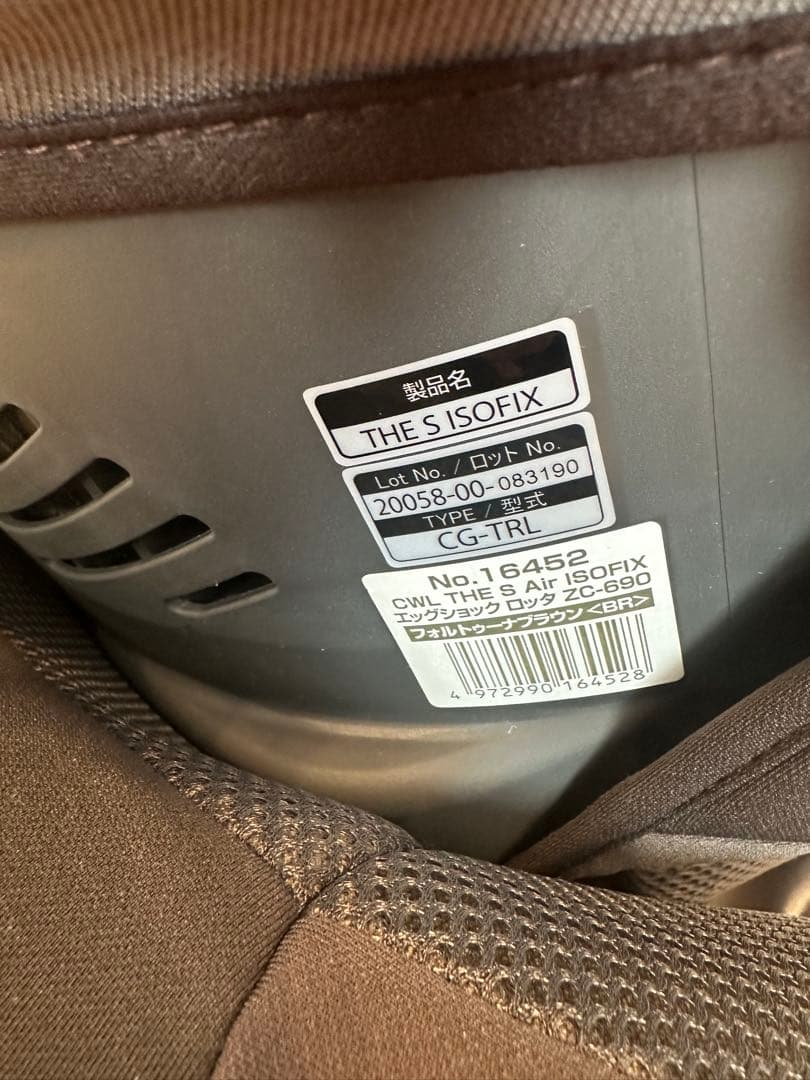 製品名
THE S ISOFIX
Lot No. / ロット No.
20058-00-083190
TYPE / 型式
CG-TRL
No.16452
CWL THE S Air ISOFIX
エッグショック ロッタ ZC-690
フォルトゥーナブラウン<BR>
4 972990 164528